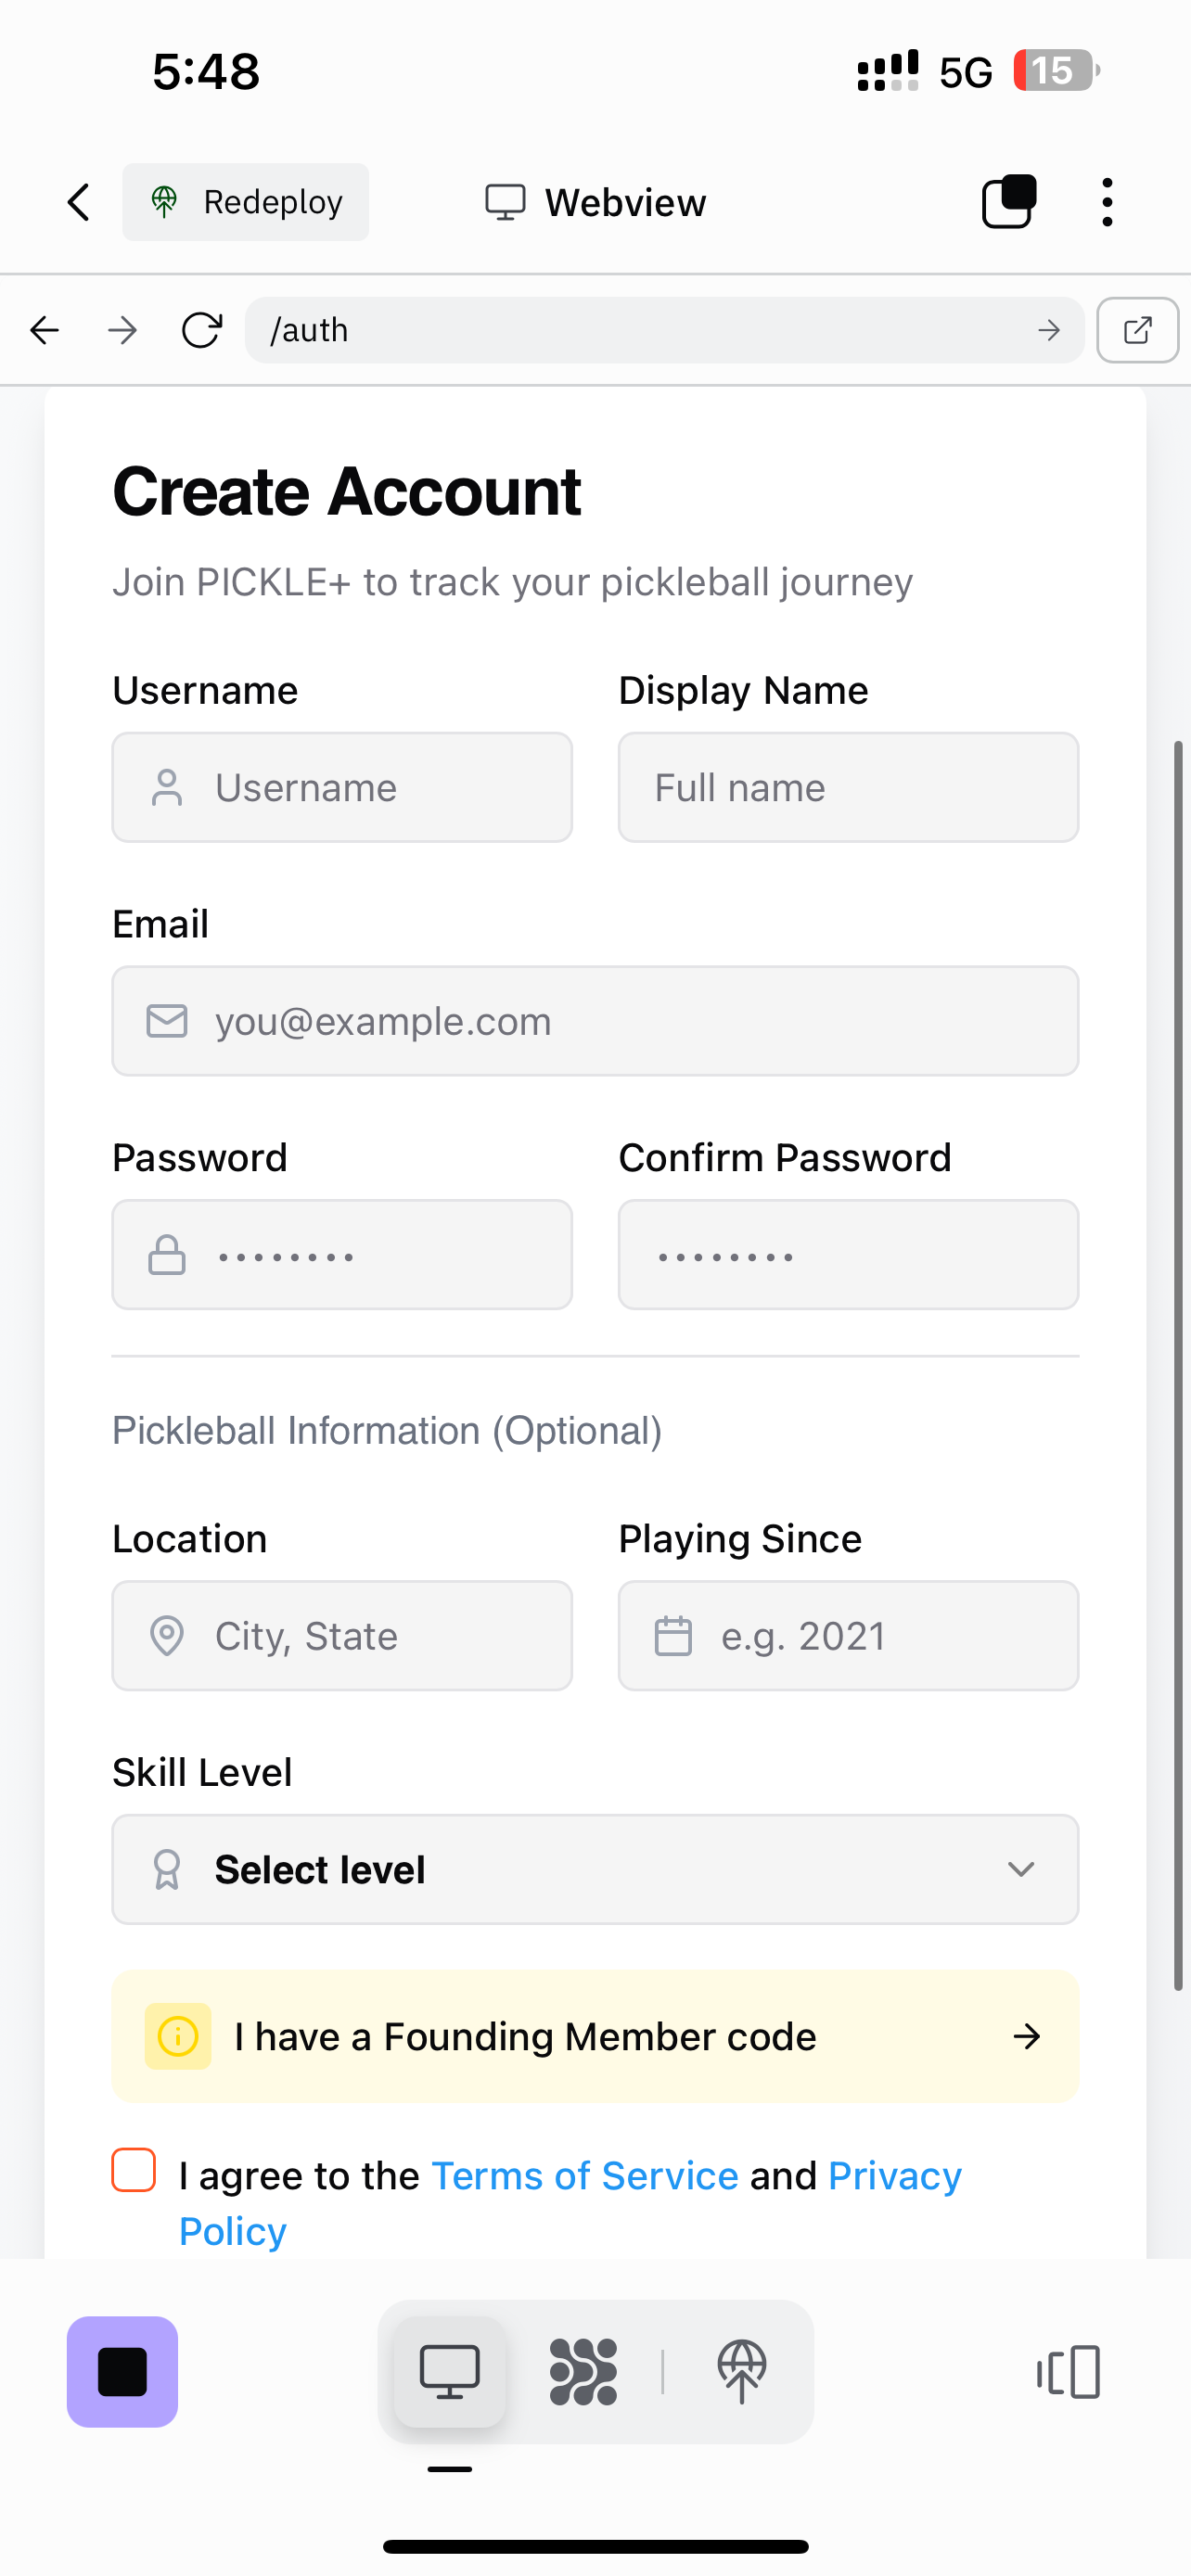 5:48
5G 15
Redeploy
Webview
/auth
Create Account
Join PICKLE+ to track your pickleball journey
Username Display Name
Username Full name
Email
you@example.com
Password Confirm Password
•••••••• ••••••••
Pickleball Information (Optional)
Location Playing Since
City, State e.g. 2021
Skill Level
Select level
I have a Founding Member code
I agree to the Terms of Service and Privacy
Policy